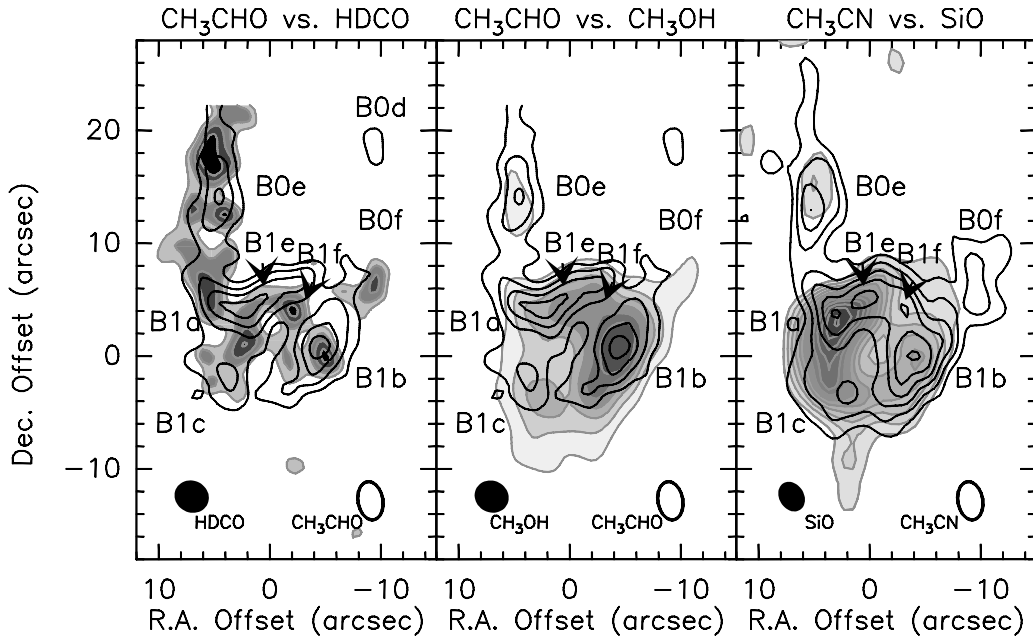 CH₃CHO vs. HDCO
CH₃CHO vs. CH₃OH
CH₃CN vs. SiO
Dec. Offset (arcsec)
20
10
0
−10
B0d
B0e
B0f
B1e
B1f
B1a
B1b
B1c
HDCO
CH₃CHO
B0e
B0f
B1e
B1f
B1a
B1b
B1c
CH₃OH
CH₃CHO
B0e
B0f
B1e
B1f
B1a
B1b
B1c
SiO
CH₃CN
10 0 −10
10 0 −10
10 0 −10
R.A. Offset (arcsec)
R.A. Offset (arcsec)
R.A. Offset (arcsec)